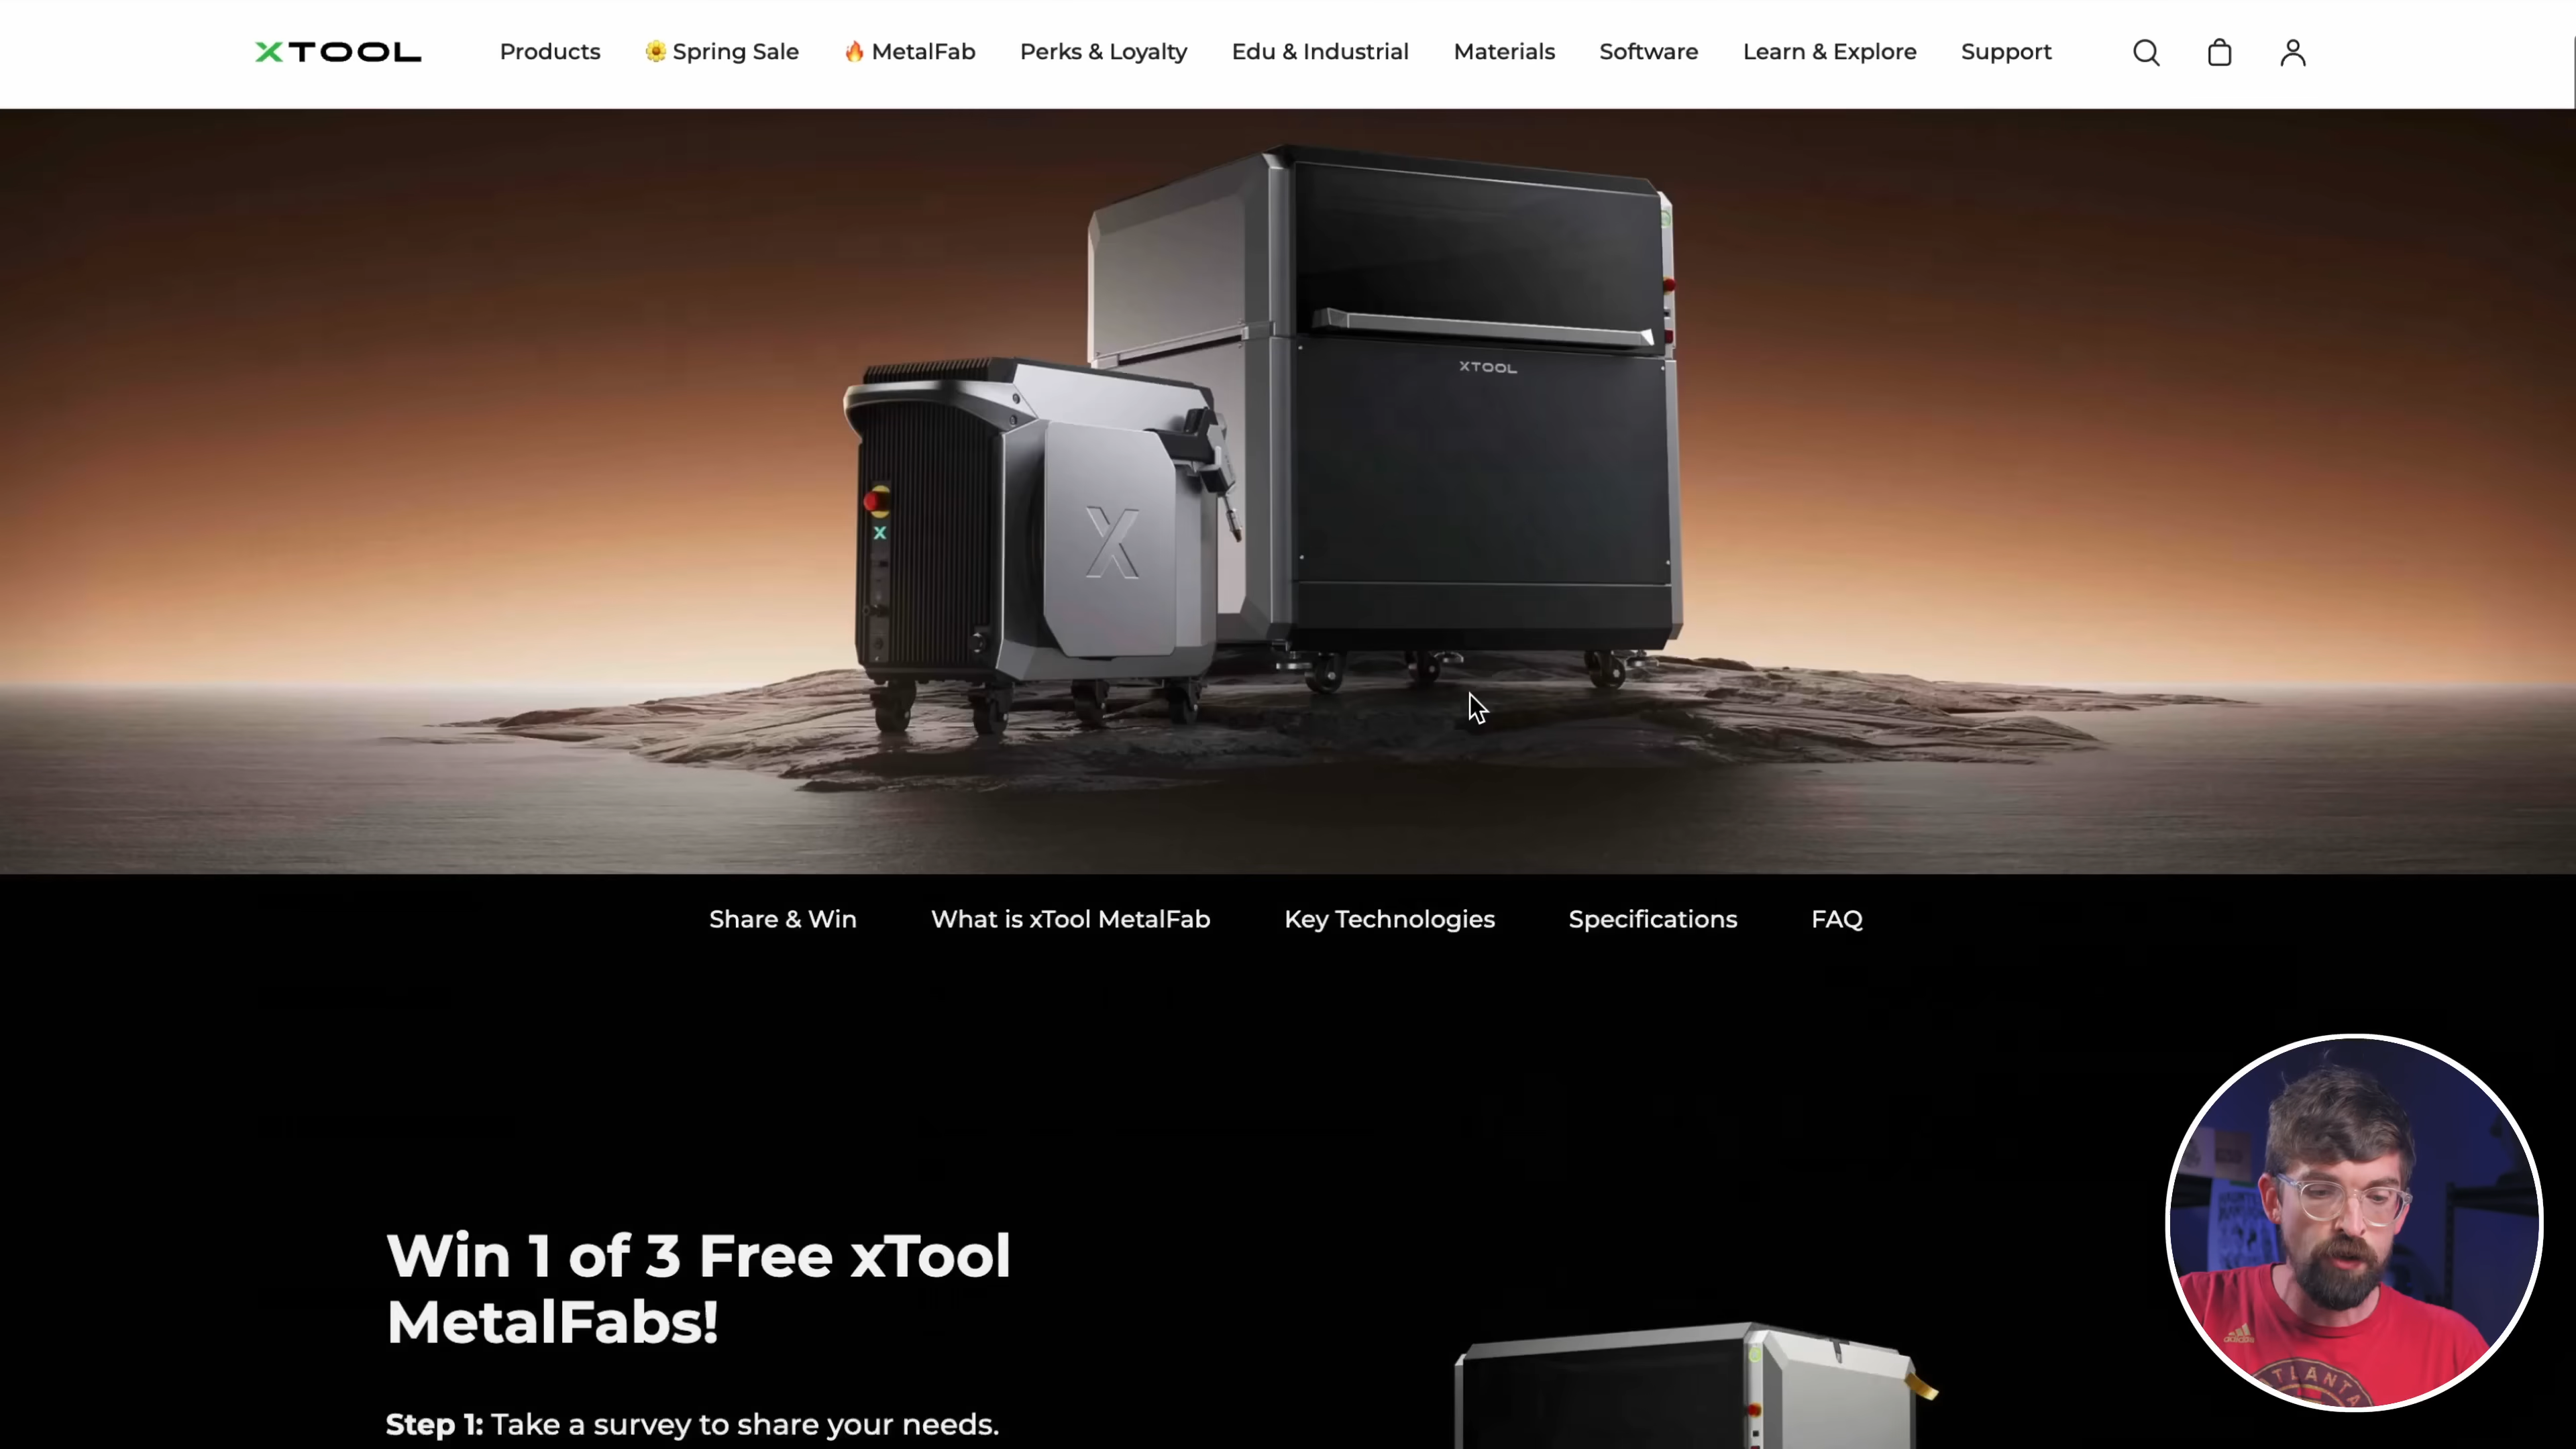 XTOOL
Products
Spring Sale
MetalFab
Perks & Loyalty
Edu & Industrial
Materials
Software
Learn & Explore
Support
XTOOL
X
X
Share & Win
What is xTool MetalFab
Key Technologies
Specifications
FAQ
Win 1 of 3 Free xTool
MetalFabs!
Step 1: Take a survey to share your needs.
adidas
ATLANTA